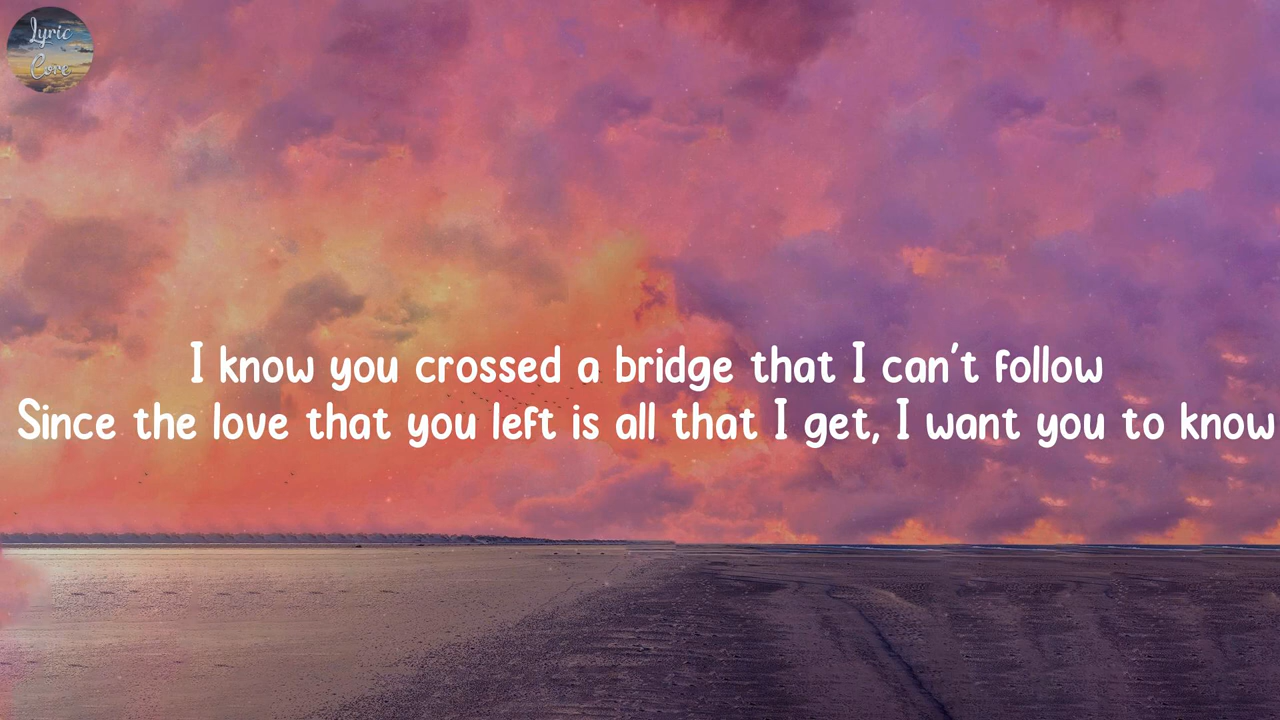 Lyric
Core
I know you crossed a bridge that I can't follow
Since the love that you left is all that I get, I want you to know